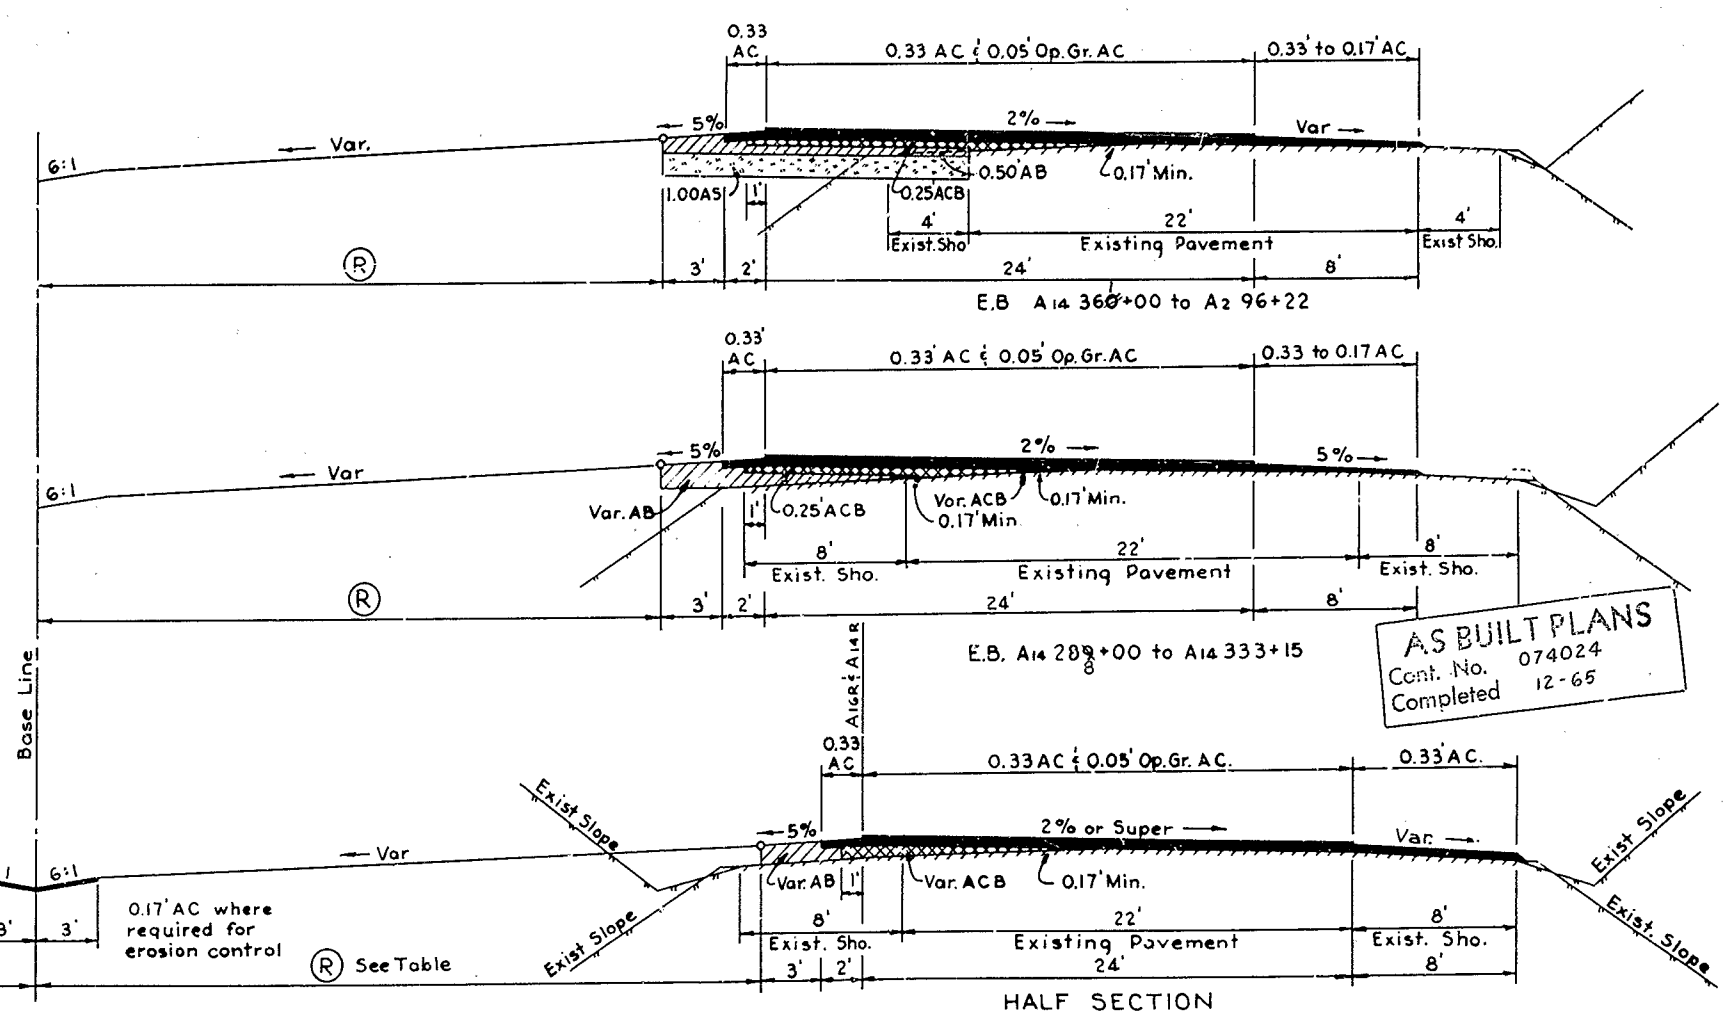 0.33
AC
0.33 AC & 0.05' Op.Gr. AC
0.33' to 0.17' AC
← 5%
2% →
Var →
← Var.
6:1
1.00 AS
1'
0.25' ACB
0.50' AB
0.17' Min.
4'
Exist. Sho
22'
Existing Pavement
4'
Exist Sho.
R
3'
2'
24'
8'
E.B A14 360+00 to A2 96+22
0.33'
AC
0.33' AC & 0.05' Op.Gr. AC
0.33 to 0.17 AC
← 5%
2% →
5% →
← Var
6:1
Var. AB
1'
0.25' ACB
Var. ACB
0.17' Min
0.17' Min.
8'
Exist. Sho.
22'
Existing Pavement
8'
Exist. Sho.
R
3'
2'
24'
8'
E.B. A14 289+00 to A14 333+15
8
AS BUILT PLANS
Cont. No. 074024
Completed 12-65
Base Line
A16R & A14R
0.33
AC
0.33 AC & 0.05' Op.Gr. AC.
0.33' AC.
Exist Slope
← 5%
2% or Super →
Var. →
Exist Slope
← Var
1
6:1
Var. AB
1'
Var. ACB
0.17' Min.
3'
3'
0.17' AC where
required for
erosion control
Exist Slope
8'
Exist. Sho.
22'
Existing Pavement
8'
Exist. Sho.
Exist. Slope
R See Table
3'
2'
24'
8'
HALF SECTION